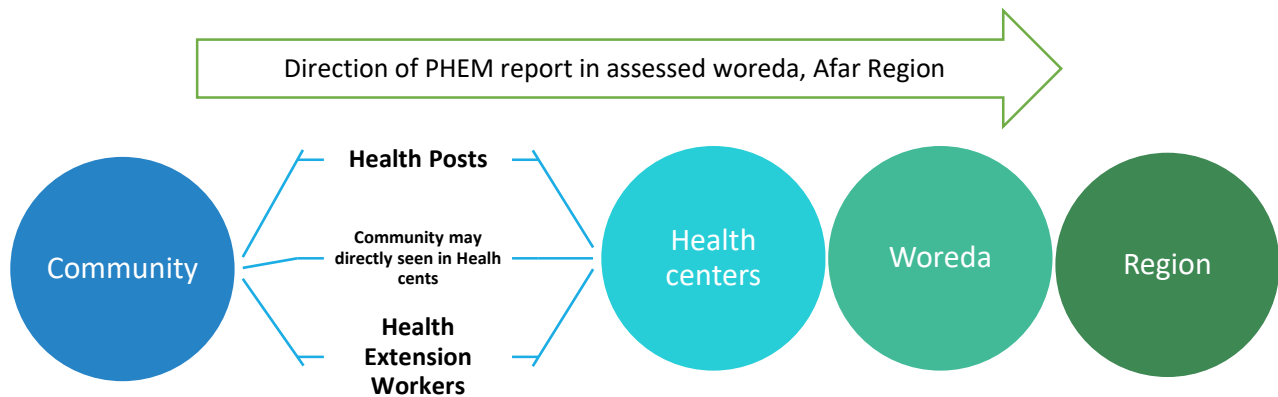 Direction of PHEM report in assessed woreda, Afar Region
Community
Health Posts
Community may
directly seen in Healh
cents
Health
Extension
Workers
Health
centers
Woreda
Region